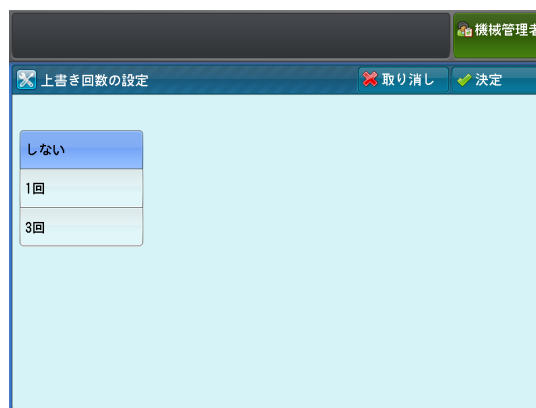 機械管理者
上書き回数の設定
取り消し
決定
しない
1回
3回